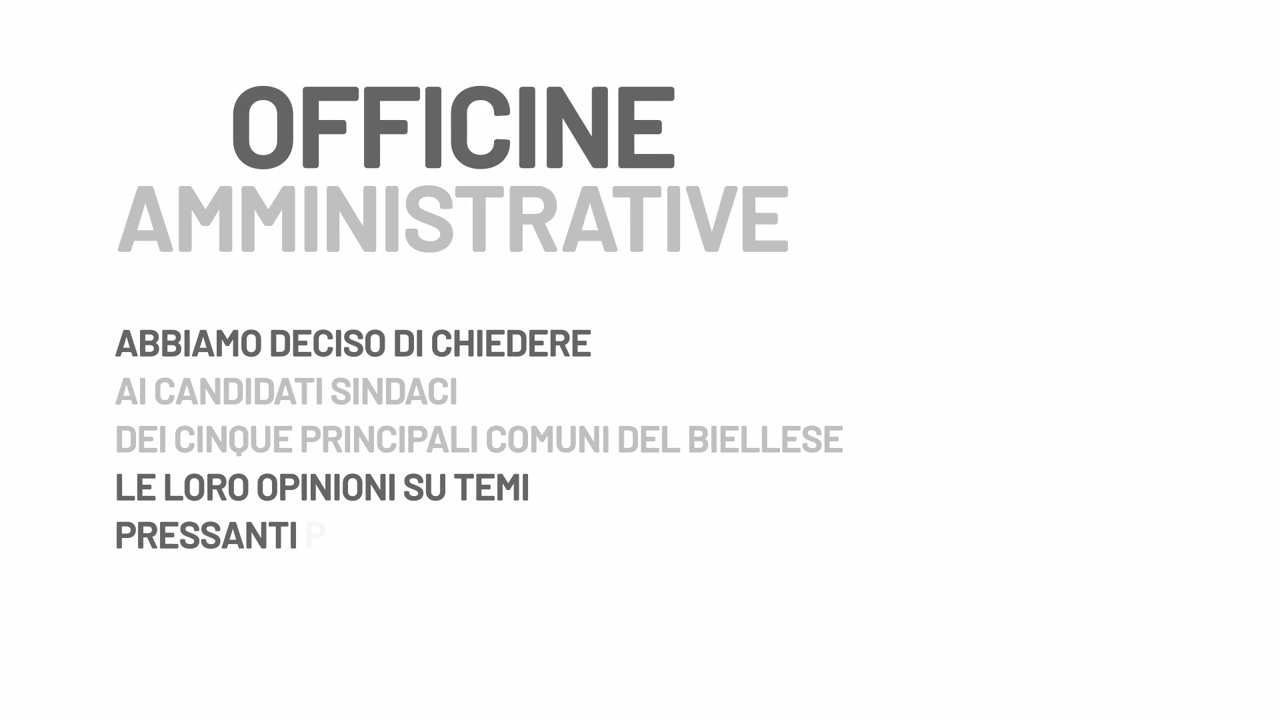 OFFICINE
AMMINISTRATIVE
ABBIAMO DECISO DI CHIEDERE
AI CANDIDATI SINDACI
DEI CINQUE PRINCIPALI COMUNI DEL BIELLESE
LE LORO OPINIONI SU TEMI
PRESSANTI P